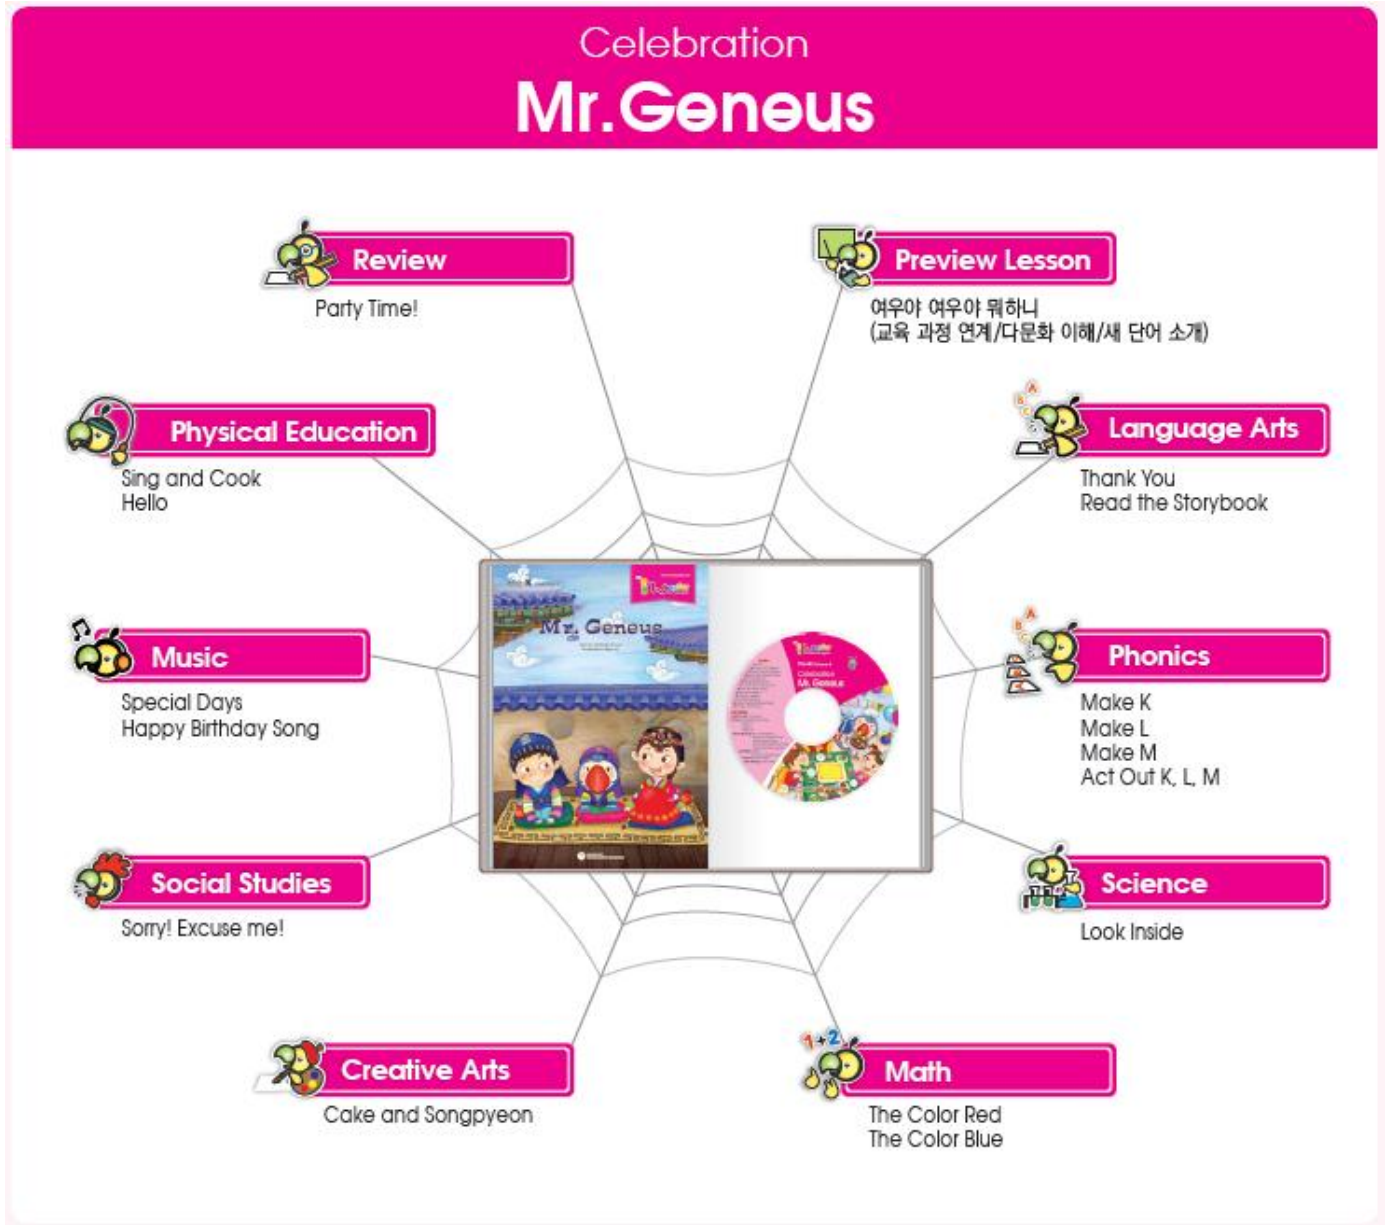 Celebration
Mr.Geneus
Review
Party Time!
Preview Lesson
여우야 여우야 뭐하니
(교육 과정 연계/다문화 이해/새 단어 소개)
Physical Education
Sing and Cook
Hello
Language Arts
Thank You
Read the Storybook
Mr. Geneus
Celebration
Mr. Geneus
Music
Special Days
Happy Birthday Song
Phonics
Make K
Make L
Make M
Act Out K, L, M
Social Studies
Sorry! Excuse me!
Science
Look Inside
Creative Arts
Cake and Songpyeon
1+2
Math
The Color Red
The Color Blue